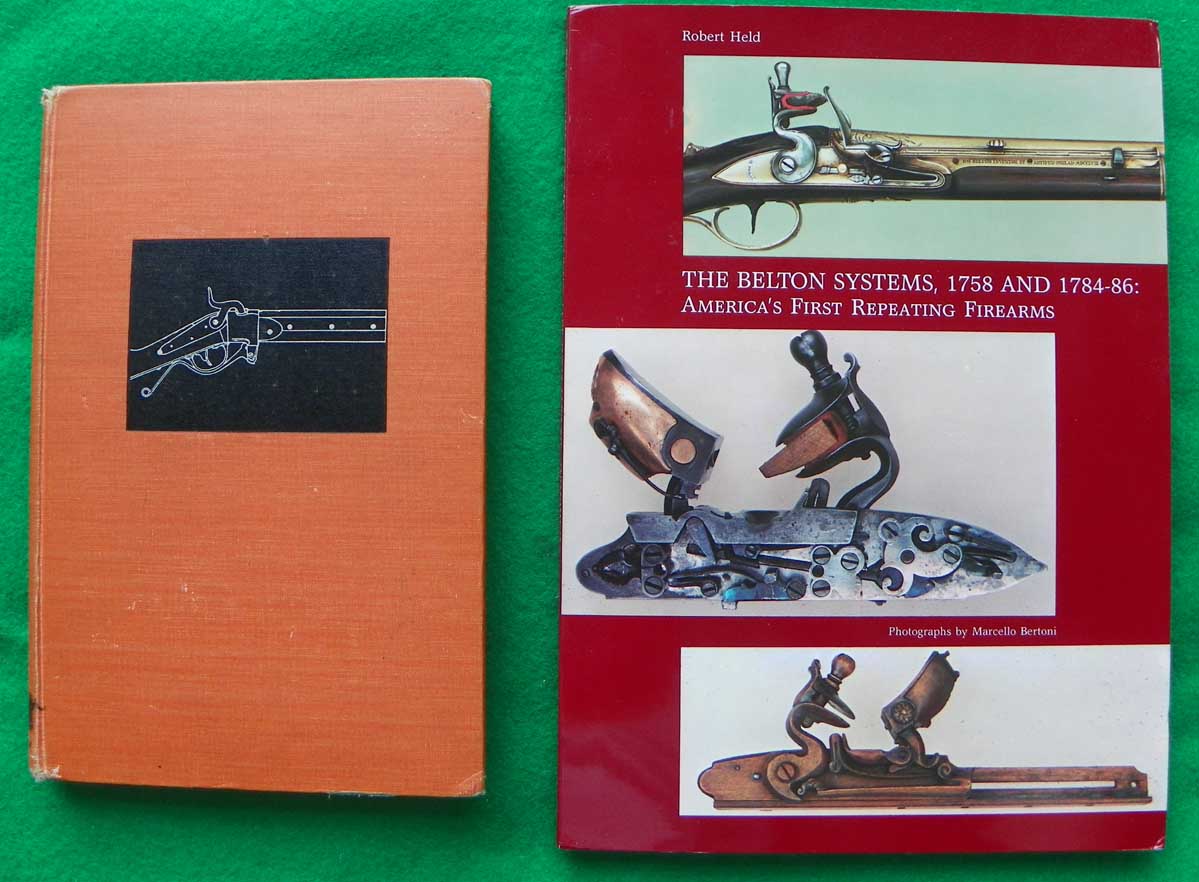 Robert Held
THE BELTON SYSTEMS, 1758 AND 1784-86:
AMERICA'S FIRST REPEATING FIREARMS
Photographs by Marcello Bertoni